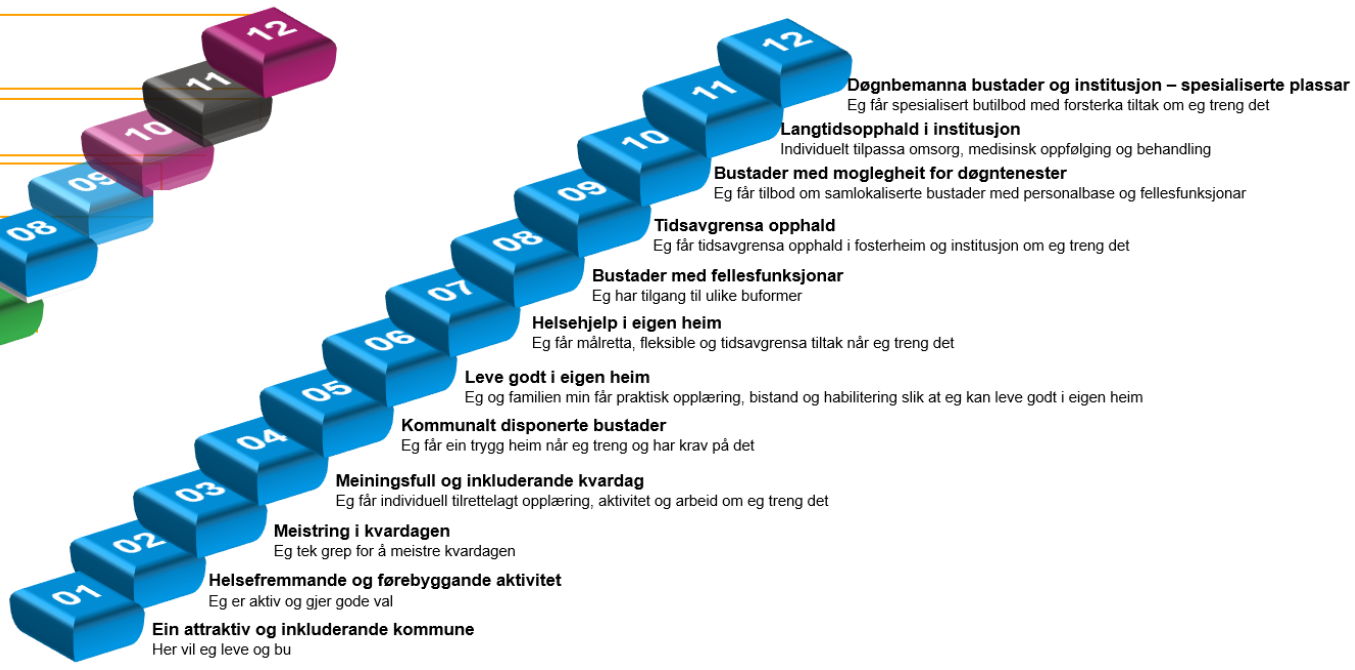 12
11
10
09
08
12
Døgnbemanna bustader og institusjon – spesialiserte plassar
Eg får spesialisert butilbod med forsterka tiltak om eg treng det
11
Langtidsopphald i institusjon
Individuelt tilpassa omsorg, medisinsk oppfølging og behandling
10
Bustader med moglegheit for døgntenester
Eg får tilbod om samlokaliserte bustader med personalbase og fellesfunksjonar
09
Tidsavgrensa opphald
Eg får tidsavgrensa opphald i fosterheim og institusjon om eg treng det
08
Bustader med fellesfunksjonar
Eg har tilgang til ulike buformer
07
Helsehjelp i eigen heim
Eg får målretta, fleksible og tidsavgrensa tiltak når eg treng det
06
Leve godt i eigen heim
Eg og familien min får praktisk opplæring, bistand og habilitering slik at eg kan leve godt i eigen heim
05
Kommunalt disponerte bustader
Eg får ein trygg heim når eg treng og har krav på det
04
Meiningsfull og inkluderande kvardag
Eg får individuell tilrettelagt opplæring, aktivitet og arbeid om eg treng det
03
Meistring i kvardagen
Eg tek grep for å meistre kvardagen
02
Helsefremmande og førebyggande aktivitet
Eg er aktiv og gjer gode val
01
Ein attraktiv og inkluderande kommune
Her vil eg leve og bu